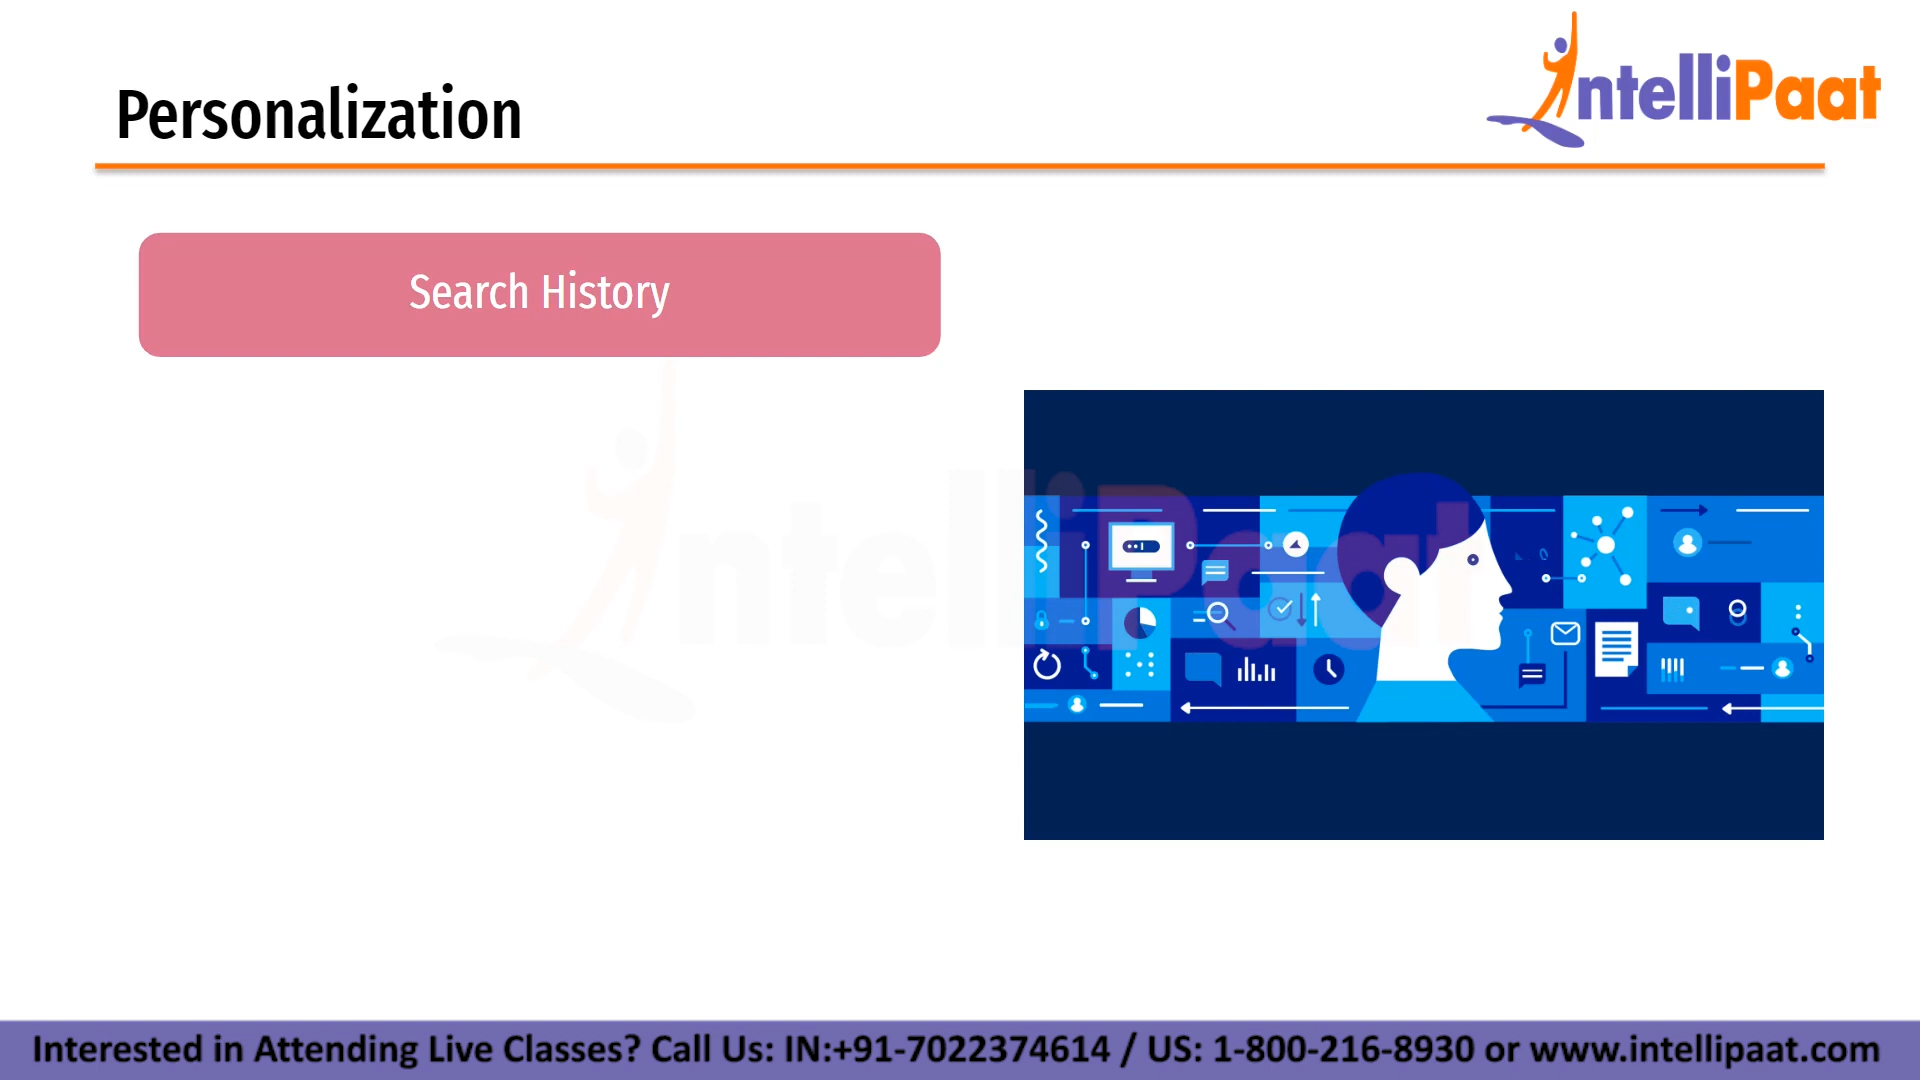 Personalization
IntelliPaat
Search History
IntelliPaat
Interested in Attending Live Classes? Call Us: IN:+91-7022374614 / US: 1-800-216-8930 or www.intellipaat.com